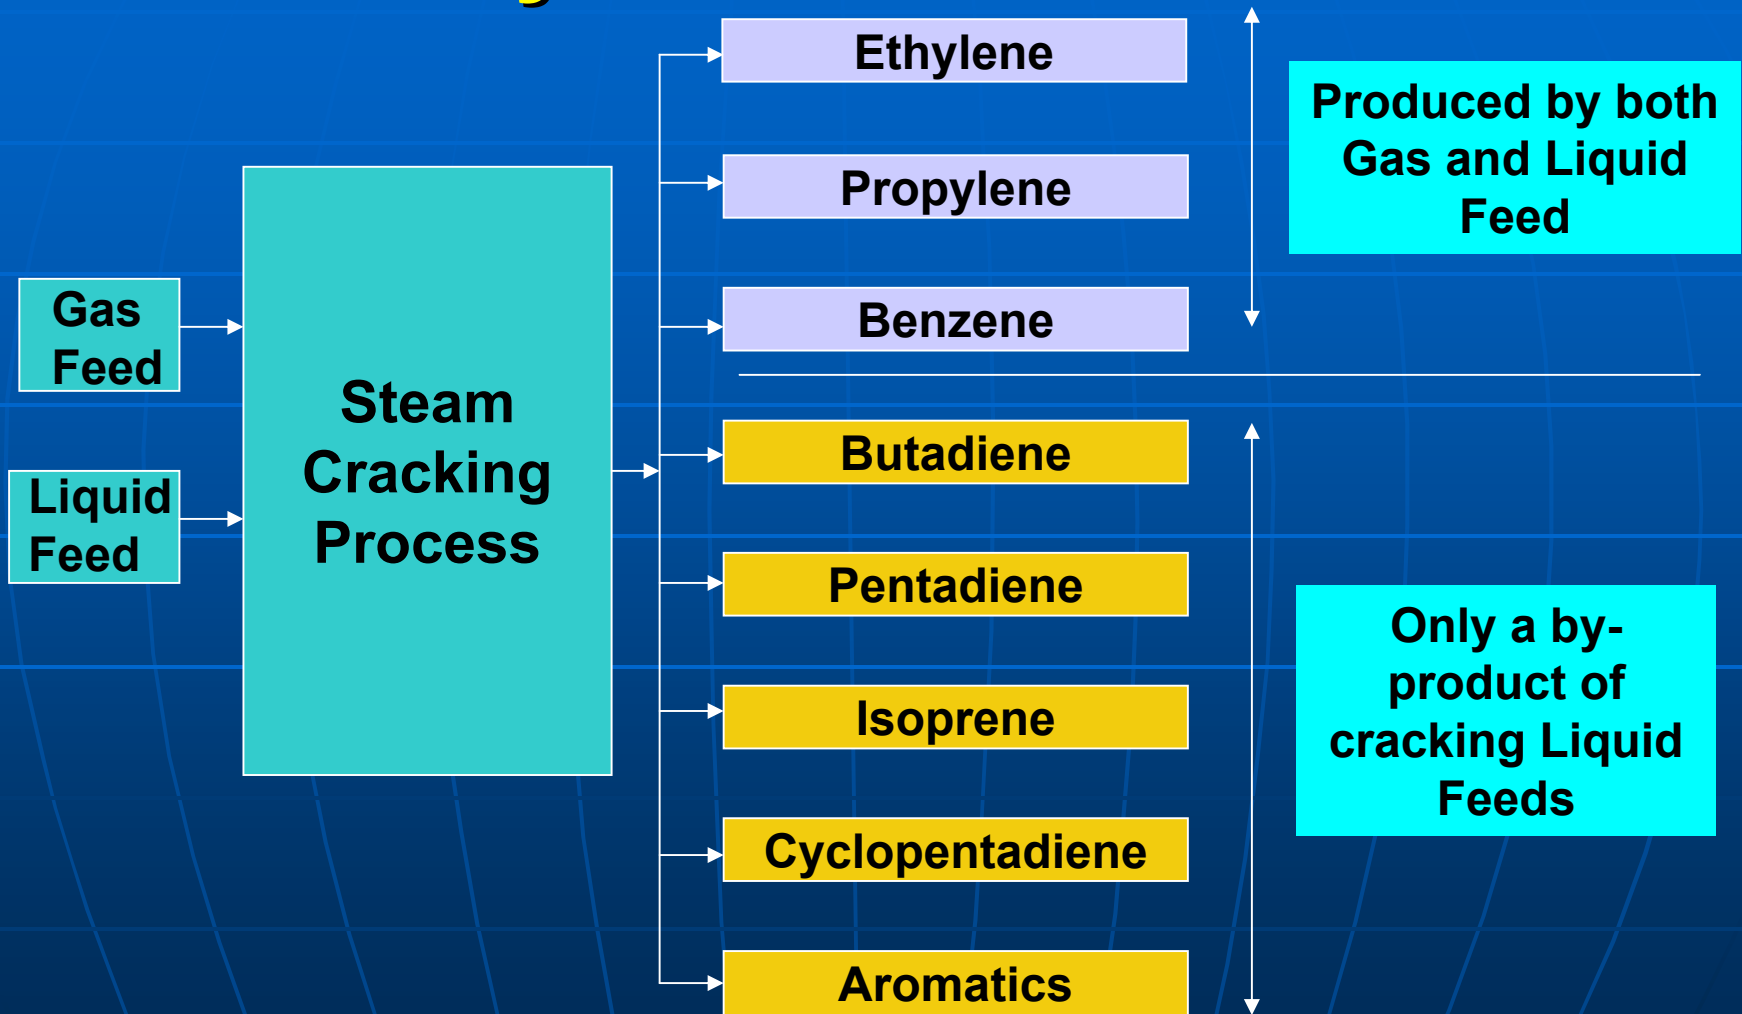 Ethylene
Produced by both
Gas and Liquid
Feed
Propylene
Benzene
Gas
Feed
Liquid
Feed
Steam
Cracking
Process
Butadiene
Pentadiene
Isoprene
Cyclopentadiene
Aromatics
Only a by-
product of
cracking Liquid
Feeds